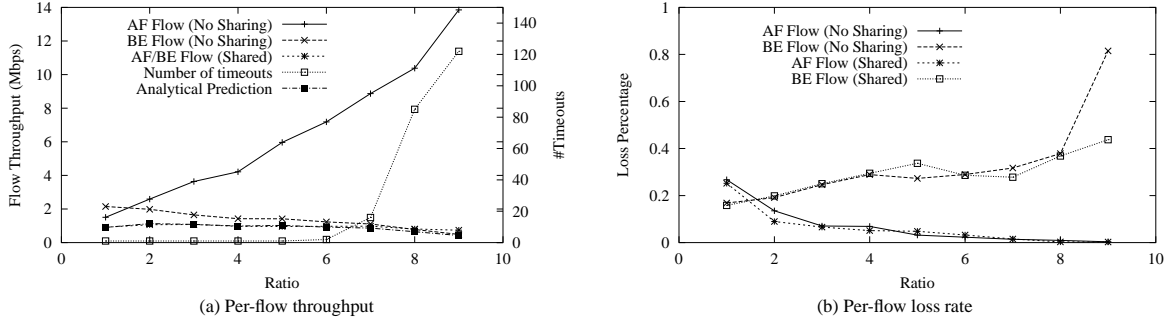 14
12
10
8
6
4
2
0
Flow Throughput (Mbps)
AF Flow (No Sharing)
BE Flow (No Sharing)
AF/BE Flow (Shared)
Number of timeouts
Analytical Prediction
140
120
100
80
60
40
20
0
#Timeouts
0 2 4 6 8 10
Ratio
(a) Per-flow throughput
1
0.8
0.6
0.4
0.2
0
Loss Percentage
AF Flow (No Sharing)
BE Flow (No Sharing)
AF Flow (Shared)
BE Flow (Shared)
0 2 4 6 8 10
Ratio
(b) Per-flow loss rate